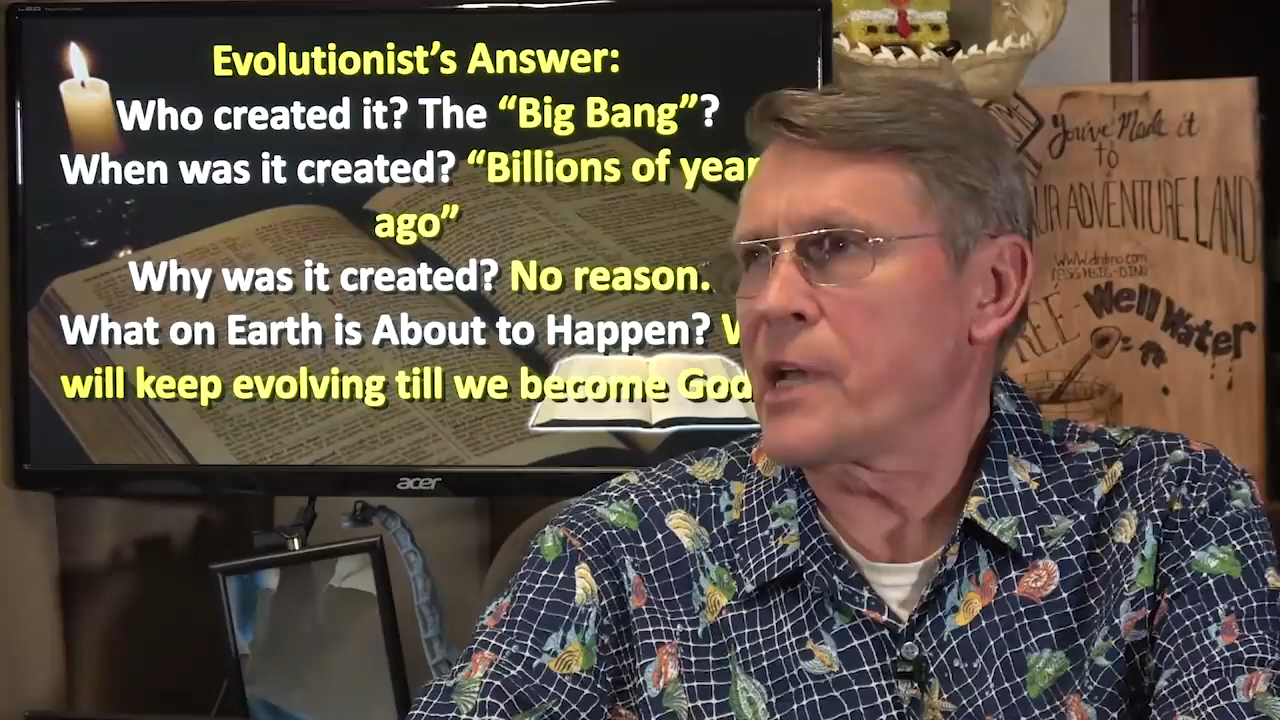 Evolutionist's Answer:
Who created it? The "Big Bang"?
When was it created? "Billions of year
ago"
Why was it created? No reason.
What on Earth is About to Happen?
will keep evolving till we become God
acer
You've Made it
to
ADVENTURE LAND
Well Water